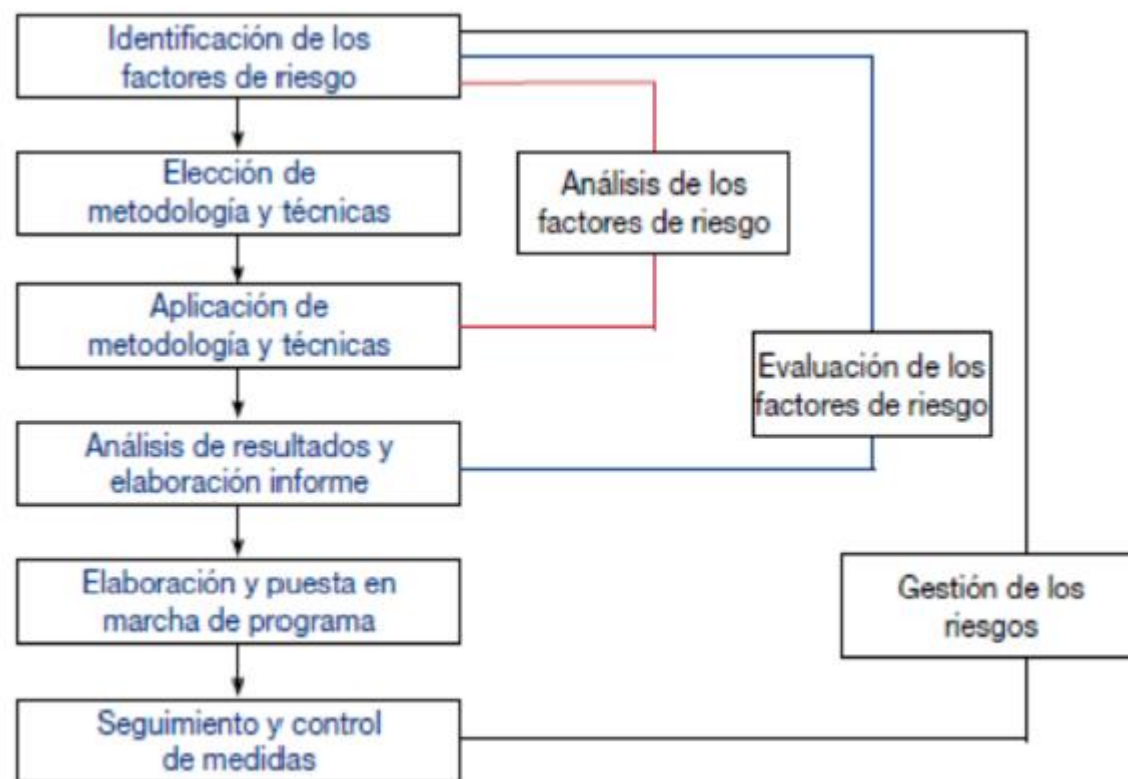 Identificación de los
factores de riesgo
Elección de
metodología y técnicas
Análisis de los
factores de riesgo
Aplicación de
metodología y técnicas
Evaluación de los
factores de riesgo
Análisis de resultados y
elaboración informe
Elaboración y puesta en
marcha de programa
Gestión de los
riesgos
Seguimiento y control
de medidas